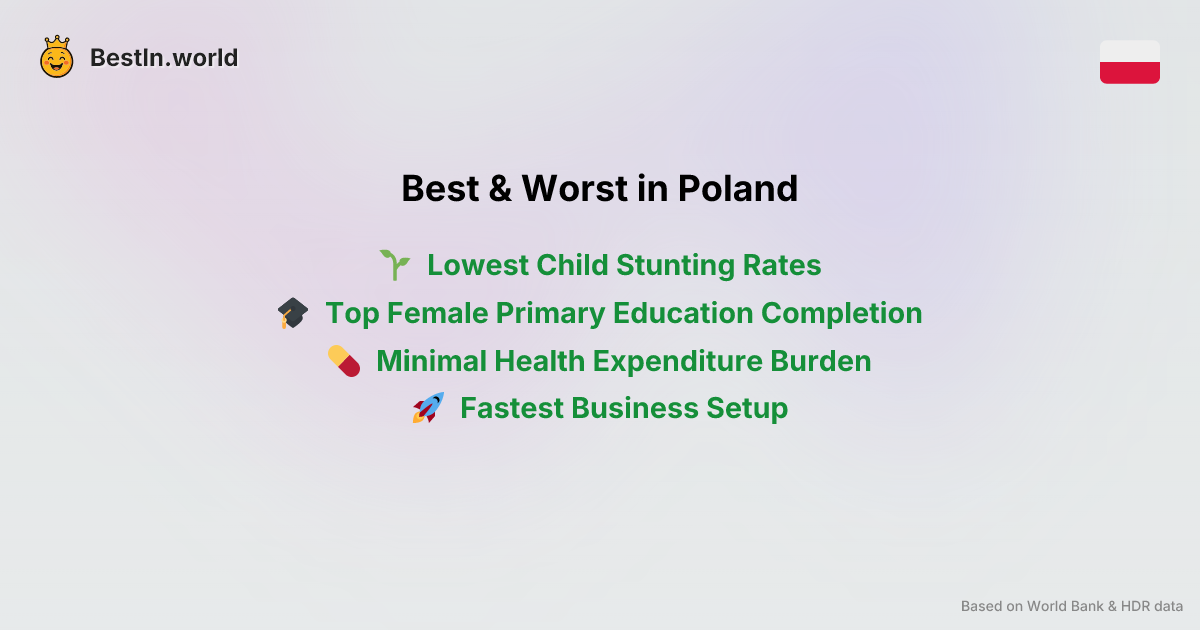 BestIn.world
Best & Worst in Poland
Lowest Child Stunting Rates
Top Female Primary Education Completion
Minimal Health Expenditure Burden
Fastest Business Setup
Based on World Bank & HDR data